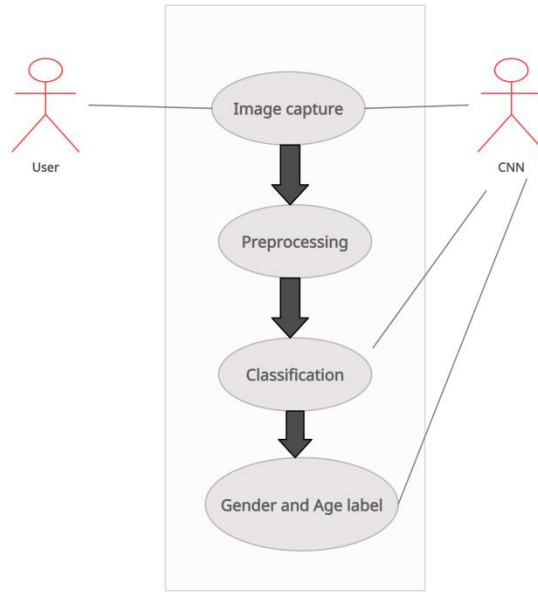 Image capture
User
CNN
Preprocessing
Classification
Gender and Age label